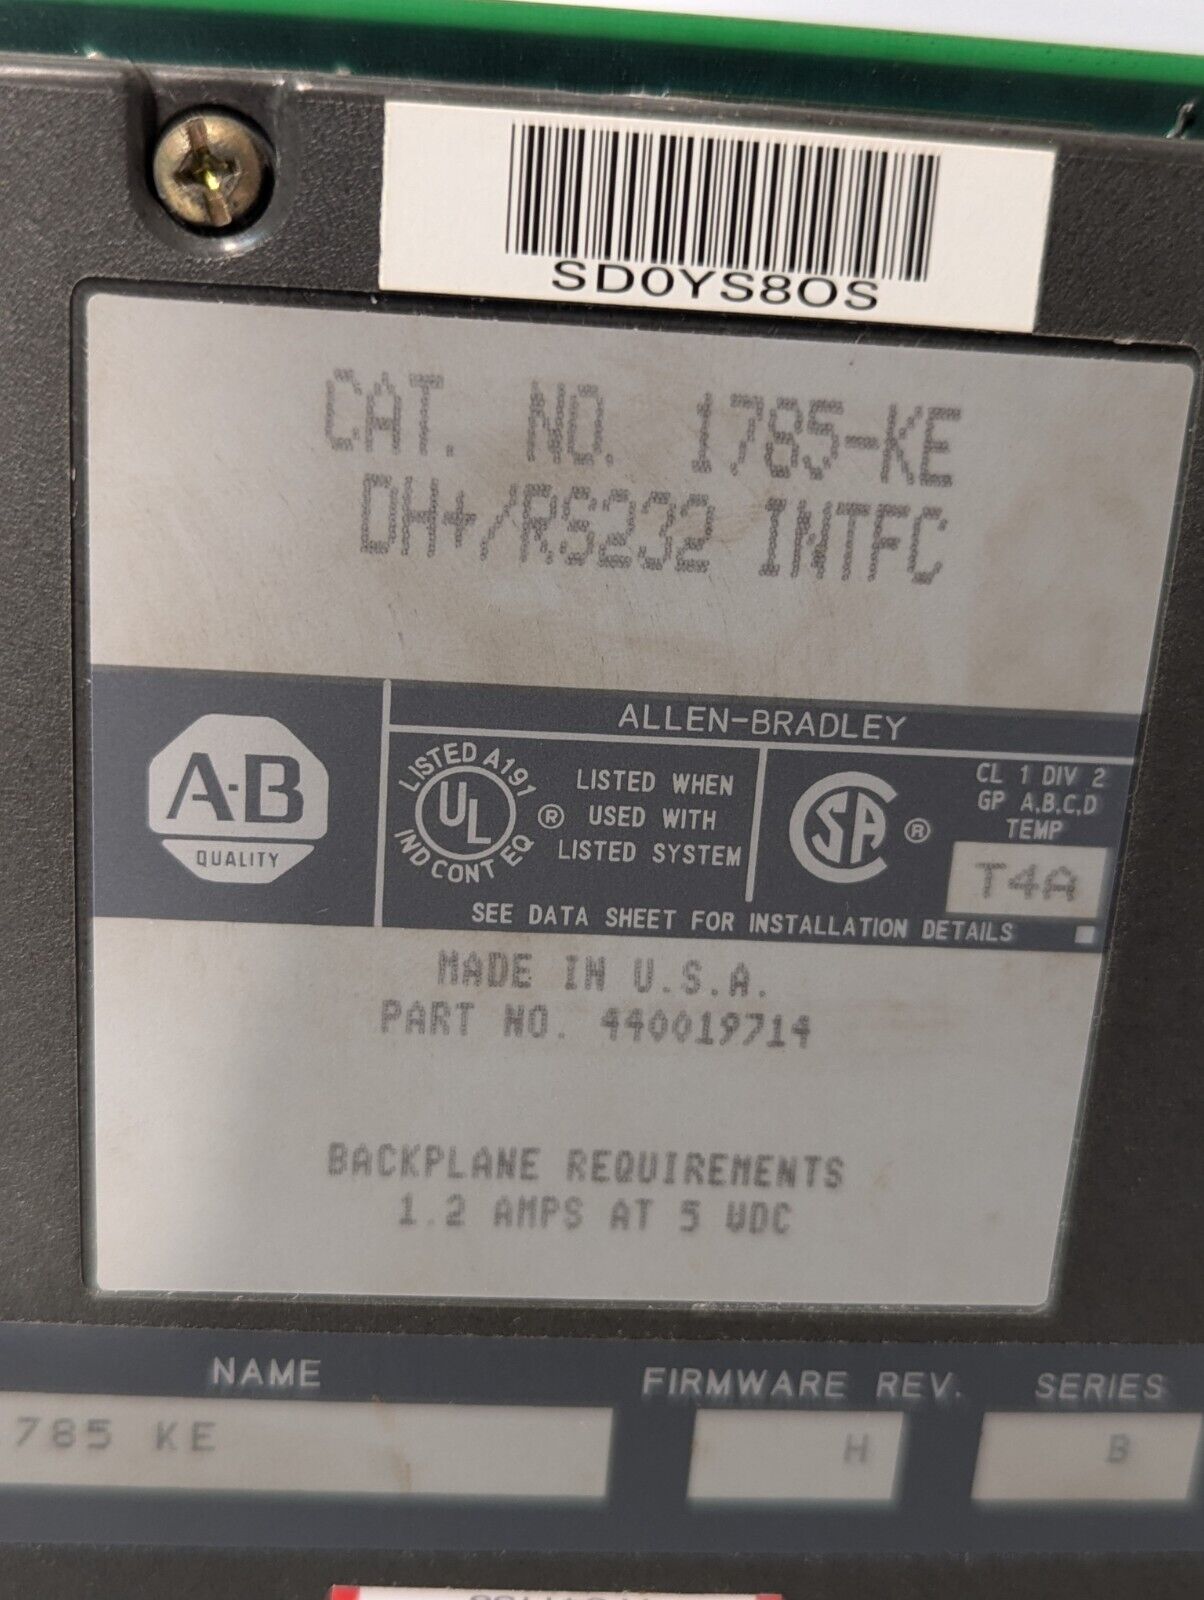 SD0YS8OS
CAT. NO. 1785-KE
DH+/RS232 INTFC
ALLEN-BRADLEY
A-B
QUALITY
LISTED A191
UL
IND CONT EQ
®
LISTED WHEN
USED WITH
LISTED SYSTEM
SA
®
CL 1 DIV 2
GP A,B,C,D
TEMP
T4A
SEE DATA SHEET FOR INSTALLATION DETAILS
MADE IN U.S.A.
PART NO. 440019714
BACKPLANE REQUIREMENTS
1.2 AMPS AT 5 VDC
NAME FIRMWARE REV. SERIES
785 KE H B